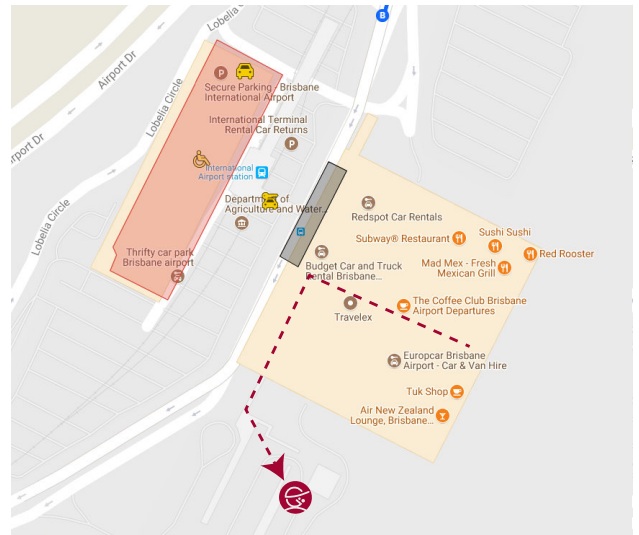 Lobelia Circle
B
Airport Dr
P
Secure Parking - Brisbane
International Airport
Lobelia Circle
International Terminal
Rental Car Returns
P
port Dr
International
Airport station
Department of
Agriculture and Water...
Redspot Car Rentals
Lobelia Circle
Sushi Sushi
Subway® Restaurant
Red Rooster
Thrifty car park
Brisbane airport
Budget Car and Truck
Rental Brisbane...
Mad Mex - Fresh
Mexican Grill
Travelex
The Coffee Club Brisbane
Airport Departures
Europcar Brisbane
Airport - Car & Van Hire
Tuk Shop
Air New Zealand
Lounge, Brisbane...